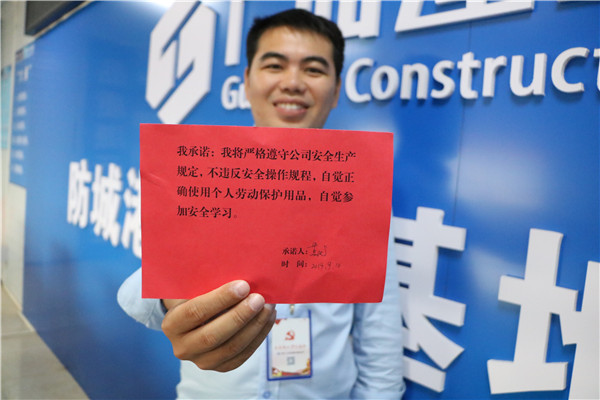 Construct
防城港
基地
我承诺：我将严格遵守公司安全生产
规定，不违反安全操作规程，自觉正
确使用个人劳动保护用品，自觉参
加安全学习。
承诺人：
时　间：